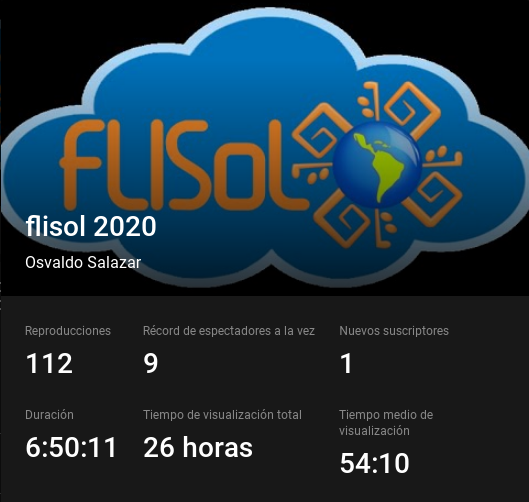 fLISoL
flisol 2020
Osvaldo Salazar
Reproducciones
Récord de espectadores a la vez
Nuevos suscriptores
112
9
1
Duración
Tiempo de visualización total
Tiempo medio de
visualización
6:50:11
26 horas
54:10